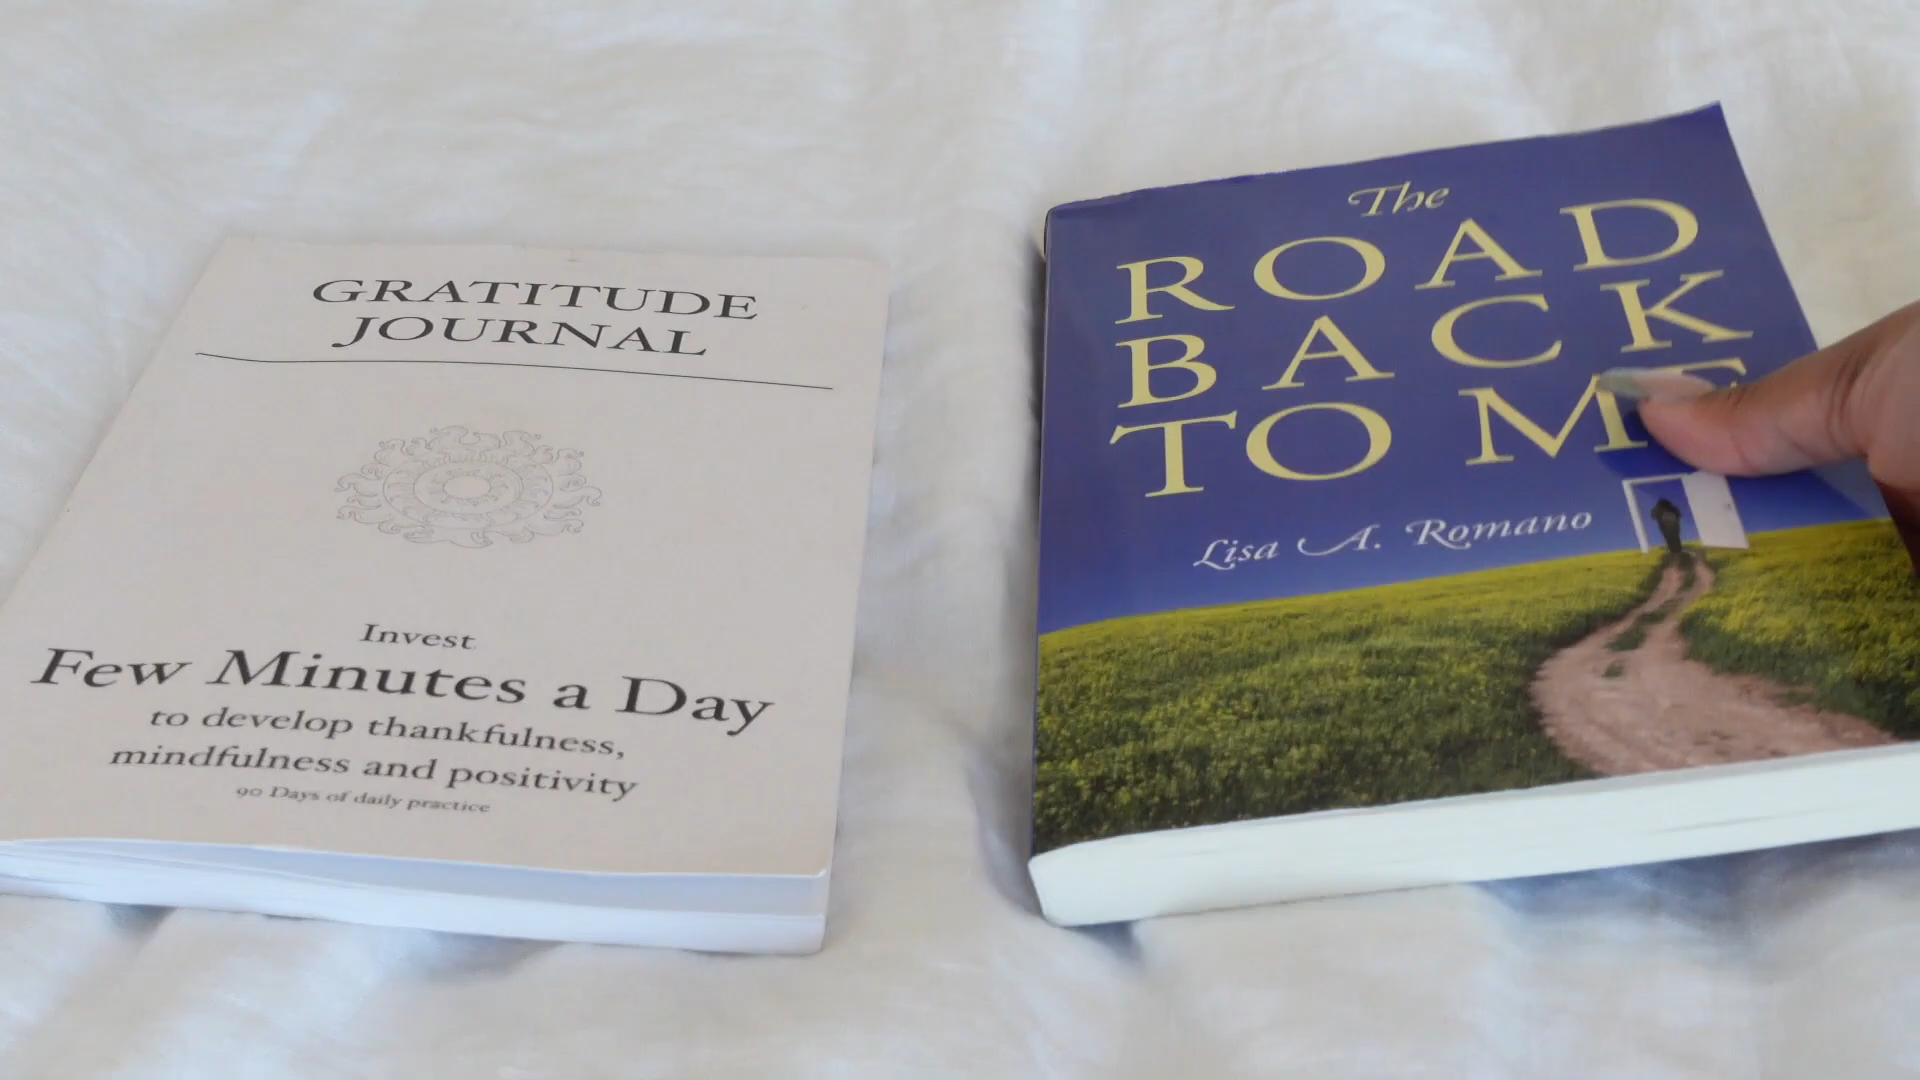 GRATITUDE
JOURNAL
Invest
Few Minutes a Day
to develop thankfulness,
mindfulness and positivity
90 Days of daily practice
The
ROAD
BACK
TO ME
Lisa A. Romano